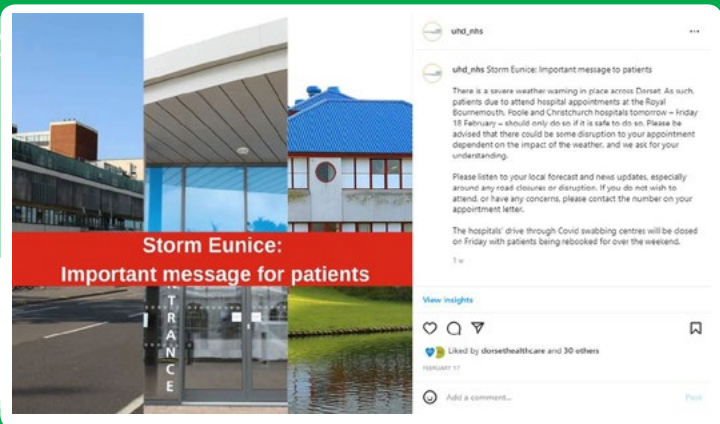 Storm Eunice:
Important message for patients
NTRANCE
uhd_nhs
uhd_nhs Storm Eunice: Important message to patients
There is a severe weather warning in place across Dorset. As such,
patients due to attend hospital appointments at the Royal
Bournemouth, Poole and Christchurch hospitals tomorrow – Friday
18 February – should only do so if it is safe to do so. Please be
advised that there could be some disruption to your appointment
dependent on the impact of the weather, and we ask for your
understanding.
Please listen to your local forecast and news updates, especially
around any road closures or disruption. If you do not wish to
attend, or have any concerns, please contact the number on your
appointment letter.
The hospitals' drive through Covid swabbing centres will be closed
on Friday with patients being rebooked for over the weekend.
1 w
View insights
Liked by dorsethealthcare and 30 others
FEBRUARY 17
Add a comment...
Post